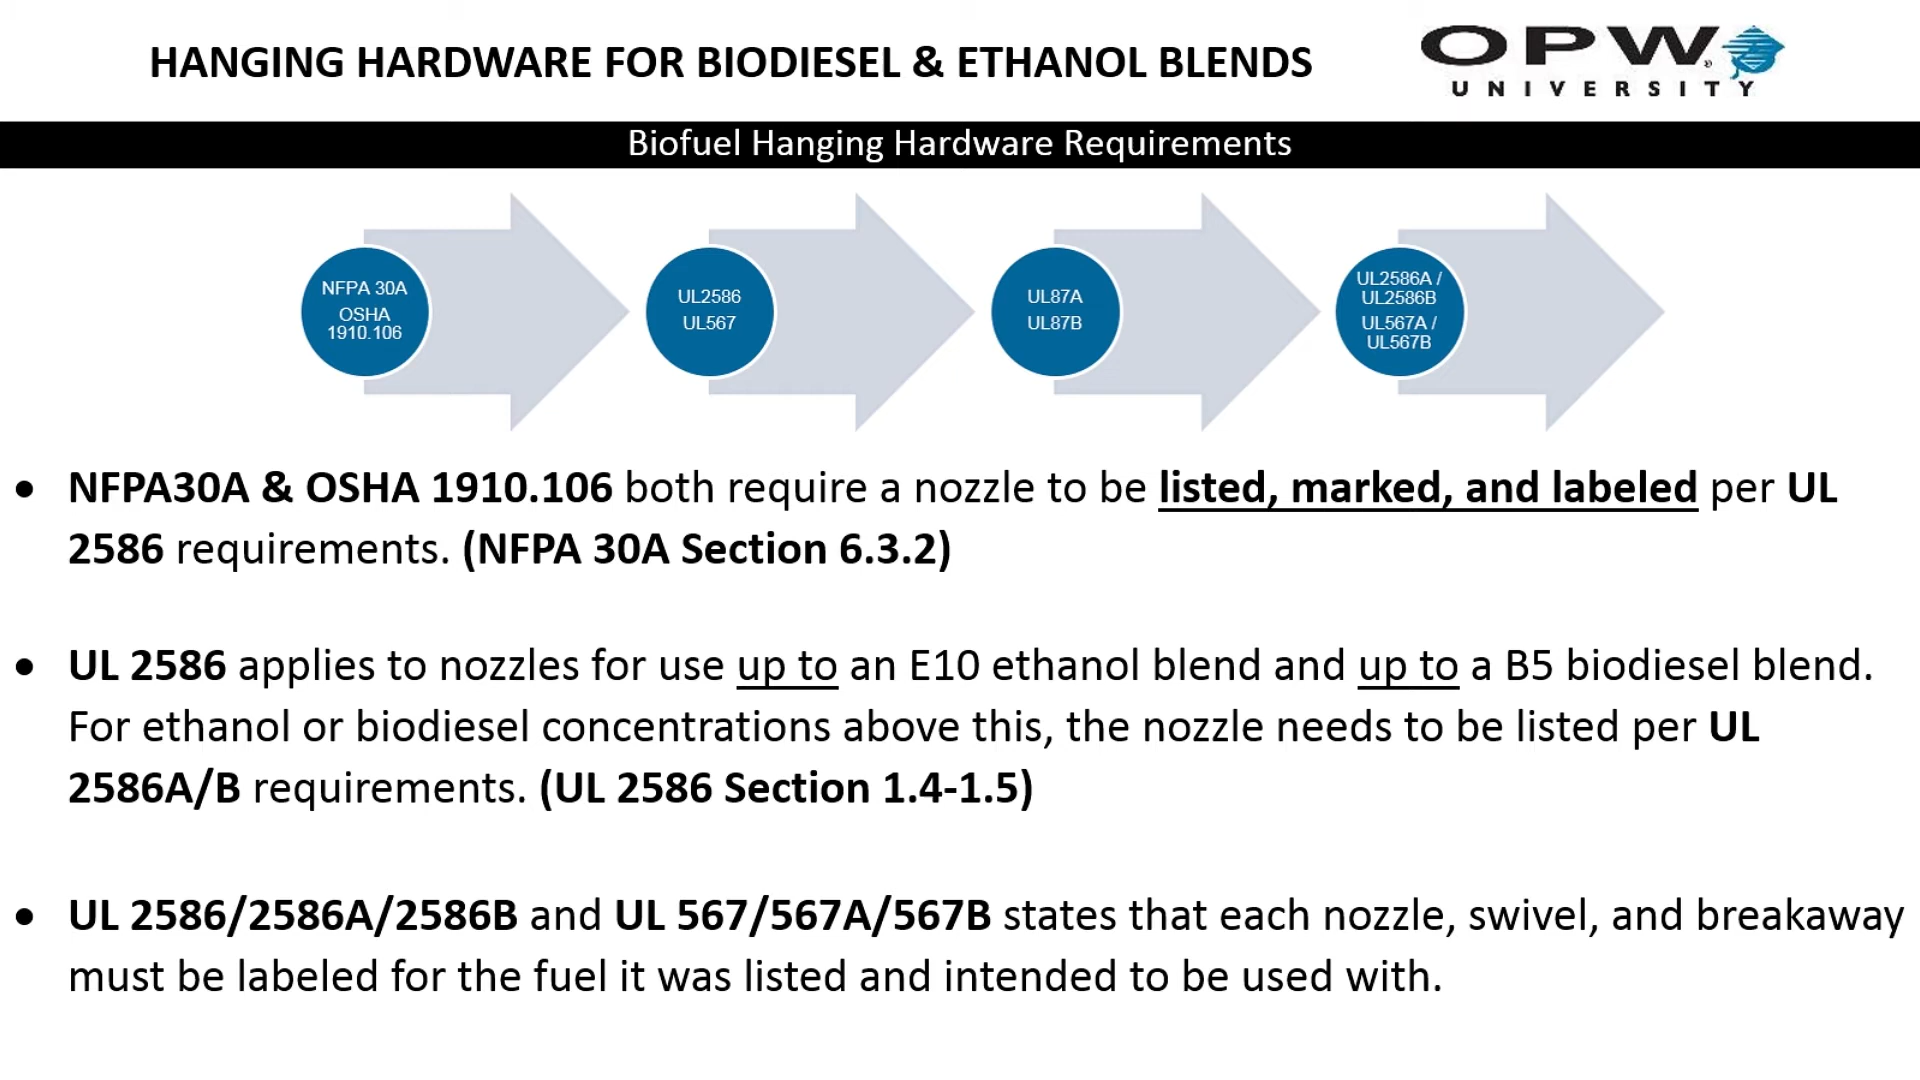 HANGING HARDWARE FOR BIODIESEL & ETHANOL BLENDS
OPW®
UNIVERSITY
Biofuel Hanging Hardware Requirements
NFPA 30A
OSHA
1910.106
UL2586
UL567
UL87A
UL87B
UL2586A /
UL2586B
UL567A /
UL567B
• NFPA30A & OSHA 1910.106 both require a nozzle to be listed, marked, and labeled per UL
2586 requirements. (NFPA 30A Section 6.3.2)
• UL 2586 applies to nozzles for use up to an E10 ethanol blend and up to a B5 biodiesel blend.
For ethanol or biodiesel concentrations above this, the nozzle needs to be listed per UL
2586A/B requirements. (UL 2586 Section 1.4-1.5)
• UL 2586/2586A/2586B and UL 567/567A/567B states that each nozzle, swivel, and breakaway
must be labeled for the fuel it was listed and intended to be used with.